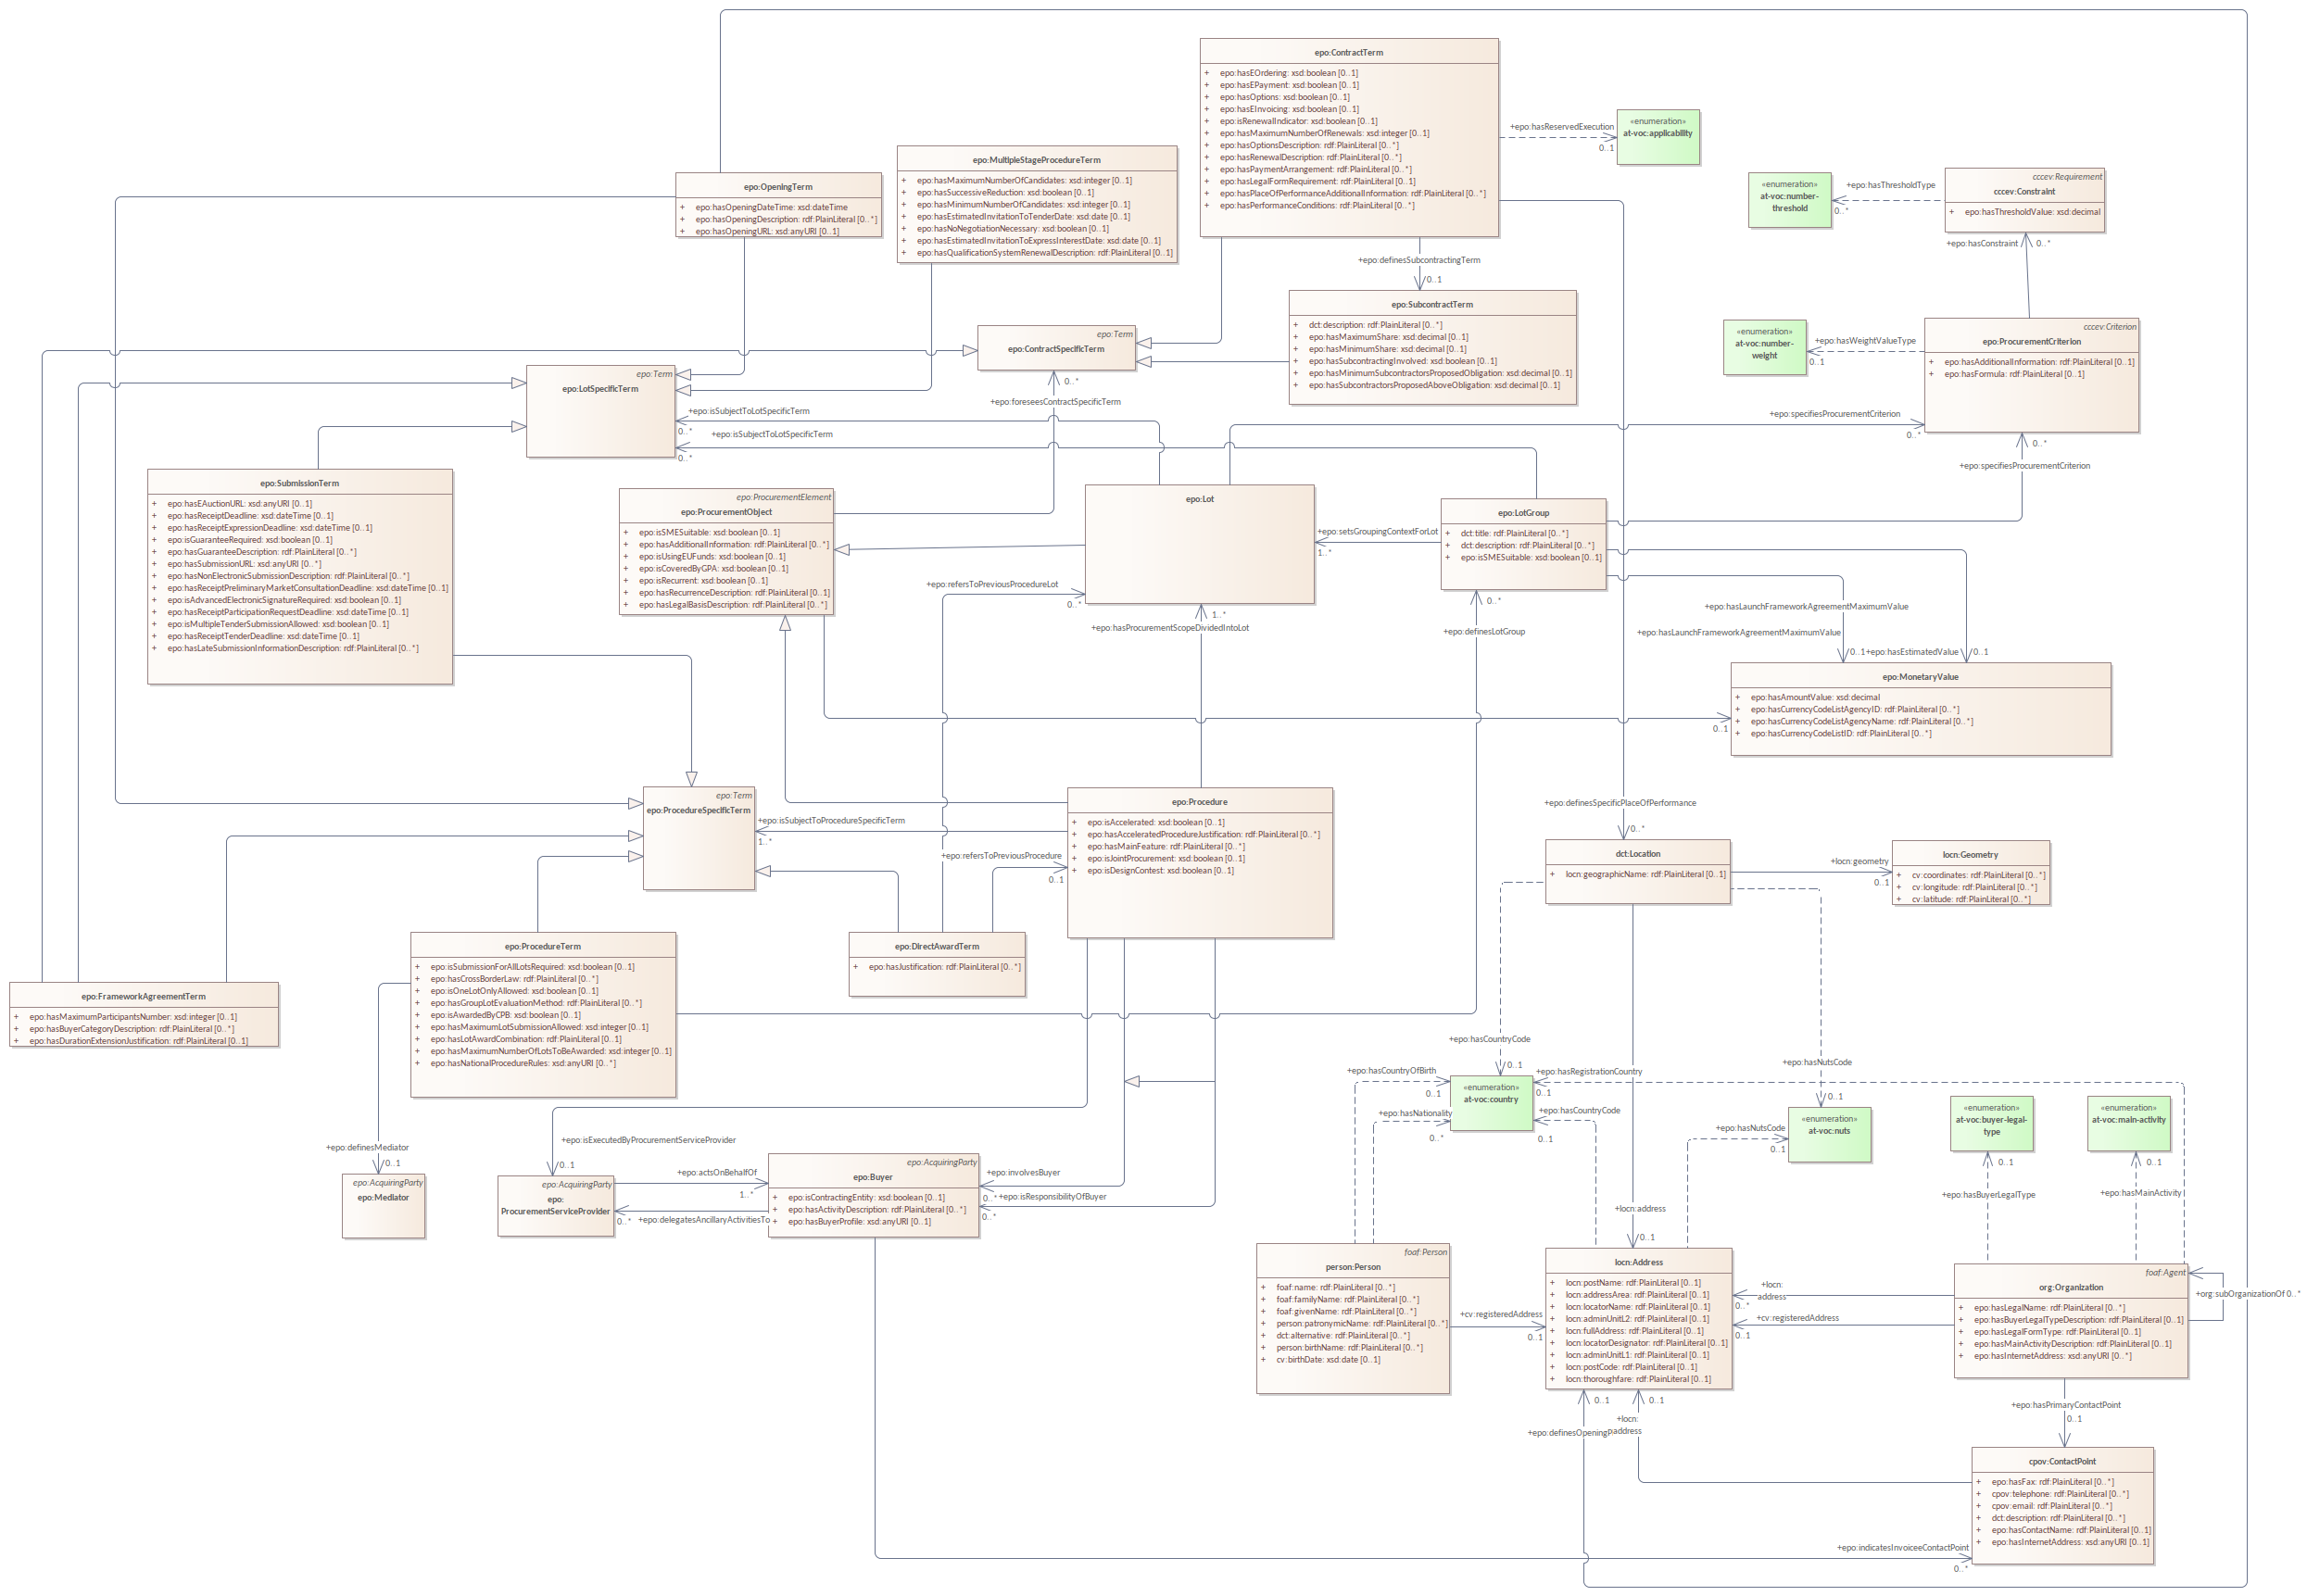 epo:ContractTerm
+ epo:hasEOrdering: xsd:boolean [0..1]
+ epo:hasEPayment: xsd:boolean [0..1]
+ epo:hasOptions: xsd:boolean [0..1]
+ epo:hasEInvoicing: xsd:boolean [0..1]
+ epo:isRenewalIndicator: xsd:boolean [0..1]
+ epo:hasMaximumNumberOfRenewals: xsd:integer [0..1]
+ epo:hasOptionsDescription: rdf:PlainLiteral [0..*]
+ epo:hasRenewalDescription: rdf:PlainLiteral [0..*]
+ epo:hasPaymentArrangement: rdf:PlainLiteral [0..*]
+ epo:hasLegalFormRequirement: rdf:PlainLiteral [0..1]
+ epo:hasPlaceOfPerformanceAdditionalInformation: rdf:PlainLiteral [0..*]
+ epo:hasPerformanceConditions: rdf:PlainLiteral [0..*]
+epo:hasReservedExecution
0..1
«enumeration»
at-voc:applicability
epo:MultipleStageProcedureTerm
+ epo:hasMaximumNumberOfCandidates: xsd:integer [0..1]
+ epo:hasSuccessiveReduction: xsd:boolean [0..1]
+ epo:hasMinimumNumberOfCandidates: xsd:integer [0..1]
+ epo:hasEstimatedInvitationToTenderDate: xsd:date [0..1]
+ epo:hasNoNegotiationNecessary: xsd:boolean [0..1]
+ epo:hasEstimatedInvitationToExpressInterestDate: xsd:date [0..1]
+ epo:hasQualificationSystemRenewalDescription: rdf:PlainLiteral [0..1]
epo:OpeningTerm
+ epo:hasOpeningDateTime: xsd:dateTime
+ epo:hasOpeningDescription: rdf:PlainLiteral [0..*]
+ epo:hasOpeningURL: xsd:anyURI [0..1]
«enumeration»
at-voc:number-
threshold
+epo:hasThresholdType
0..*
cccev:Requirement
cccev:Constraint
+ epo:hasThresholdValue: xsd:decimal
+epo:hasConstraint
0..*
+epo:definesSubcontractingTerm
0..1
epo:SubcontractTerm
+ dct:description: rdf:PlainLiteral [0..*]
+ epo:hasMaximumShare: xsd:decimal [0..1]
+ epo:hasMinimumShare: xsd:decimal [0..1]
+ epo:hasSubcontractingInvolved: xsd:boolean [0..1]
+ epo:hasMinimumSubcontractorsProposedObligation: xsd:decimal [0..1]
+ epo:hasSubcontractorsProposedAboveObligation: xsd:decimal [0..1]
«enumeration»
at-voc:number-
weight
+epo:hasWeightValueType
0..1
cccev:Criterion
epo:ProcurementCriterion
+ epo:hasAdditionalInformation: rdf:PlainLiteral [0..1]
+ epo:hasFormula: rdf:PlainLiteral [0..1]
epo:Term
epo:ContractSpecificTerm
0..*
+epo:foreseesContractSpecificTerm
epo:Term
epo:LotSpecificTerm
+epo:isSubjectToLotSpecificTerm
0..*
+epo:isSubjectToLotSpecificTerm
0..*
+epo:specifiesProcurementCriterion
0..*
0..*
+epo:specifiesProcurementCriterion
epo:SubmissionTerm
+ epo:hasEAuctionURL: xsd:anyURI [0..1]
+ epo:hasReceiptDeadline: xsd:dateTime [0..1]
+ epo:hasReceiptExpressionDeadline: xsd:dateTime [0..1]
+ epo:isGuaranteeRequired: xsd:boolean [0..1]
+ epo:hasGuaranteeDescription: rdf:PlainLiteral [0..*]
+ epo:hasSubmissionURL: xsd:anyURI [0..*]
+ epo:hasNonElectronicSubmissionDescription: rdf:PlainLiteral [0..*]
+ epo:hasReceiptPreliminaryMarketConsultationDeadline: xsd:dateTime [0..1]
+ epo:isAdvancedElectronicSignatureRequired: xsd:boolean [0..1]
+ epo:hasReceiptParticipationRequestDeadline: xsd:dateTime [0..1]
+ epo:isMultipleTenderSubmissionAllowed: xsd:boolean [0..1]
+ epo:hasReceiptTenderDeadline: xsd:dateTime [0..1]
+ epo:hasLateSubmissionInformationDescription: rdf:PlainLiteral [0..*]
epo:ProcurementElement
epo:ProcurementObject
+ epo:isSMESuitable: xsd:boolean [0..1]
+ epo:hasAdditionalInformation: rdf:PlainLiteral [0..*]
+ epo:isUsingEUFunds: xsd:boolean [0..1]
+ epo:isCoveredByGPA: xsd:boolean [0..1]
+ epo:isRecurrent: xsd:boolean [0..1]
+ epo:hasRecurrenceDescription: rdf:PlainLiteral [0..1]
+ epo:hasLegalBasisDescription: rdf:PlainLiteral [0..*]
epo:Lot
+epo:setsGroupingContextForLot
1..*
epo:LotGroup
+ dct:title: rdf:PlainLiteral [0..*]
+ dct:description: rdf:PlainLiteral [0..*]
+ epo:isSMESuitable: xsd:boolean [0..1]
+epo:refersToPreviousProcedureLot
0..*
1..*
+epo:hasProcurementScopeDividedIntoLot
0..*
+epo:definesLotGroup
+epo:hasLaunchFrameworkAgreementMaximumValue
+epo:hasLaunchFrameworkAgreementMaximumValue
0..1
+epo:hasEstimatedValue
0..1
epo:MonetaryValue
+ epo:hasAmountValue: xsd:decimal
+ epo:hasCurrencyCodeListAgencyID: rdf:PlainLiteral [0..*]
+ epo:hasCurrencyCodeListAgencyName: rdf:PlainLiteral [0..*]
+ epo:hasCurrencyCodeListID: rdf:PlainLiteral [0..*]
0..1
epo:Term
epo:ProcedureSpecificTerm
+epo:isSubjectToProcedureSpecificTerm
1..*
epo:Procedure
+ epo:isAccelerated: xsd:boolean [0..1]
+ epo:hasAcceleratedProcedureJustification: rdf:PlainLiteral [0..*]
+ epo:hasMainFeature: rdf:PlainLiteral [0..*]
+ epo:isJointProcurement: xsd:boolean [0..1]
+ epo:isDesignContest: xsd:boolean [0..1]
+epo:refersToPreviousProcedure
0..1
+epo:definesSpecificPlaceOfPerformance
0..*
dct:Location
+ locn:geographicName: rdf:PlainLiteral [0..1]
+locn:geometry
0..1
locn:Geometry
+ cv:coordinates: rdf:PlainLiteral [0..*]
+ cv:longitude: rdf:PlainLiteral [0..*]
+ cv:latitude: rdf:PlainLiteral [0..*]
epo:ProcedureTerm
+ epo:isSubmissionForAllLotsRequired: xsd:boolean [0..1]
+ epo:hasCrossBorderLaw: rdf:PlainLiteral [0..*]
+ epo:isOneLotOnlyAllowed: xsd:boolean [0..1]
+ epo:hasGroupLotEvaluationMethod: rdf:PlainLiteral [0..*]
+ epo:isAwardedByCPB: xsd:boolean [0..1]
+ epo:hasMaximumLotSubmissionAllowed: xsd:integer [0..1]
+ epo:hasLotAwardCombination: rdf:PlainLiteral [0..1]
+ epo:hasMaximumNumberOfLotsToBeAwarded: xsd:integer [0..1]
+ epo:hasNationalProcedureRules: xsd:anyURI [0..*]
epo:DirectAwardTerm
+ epo:hasJustification: rdf:PlainLiteral [0..*]
epo:FrameworkAgreementTerm
+ epo:hasMaximumParticipantsNumber: xsd:integer [0..1]
+ epo:hasBuyerCategoryDescription: rdf:PlainLiteral [0..*]
+ epo:hasDurationExtensionJustification: rdf:PlainLiteral [0..1]
+epo:hasCountryCode
0..1
+epo:hasNutsCode
0..1
+epo:hasCountryOfBirth
0..1
+epo:hasNationality
0..*
«enumeration»
at-voc:country
+epo:hasRegistrationCountry
0..1
+epo:hasCountryCode
0..1
+epo:hasNutsCode
0..1
«enumeration»
at-voc:nuts
«enumeration»
at-voc:buyer-legal-
type
«enumeration»
at-voc:main-activity
0..1
+epo:hasBuyerLegalType
0..1
+epo:hasMainActivity
+epo:definesMediator
0..1
epo:AcquiringParty
epo:Mediator
+epo:isExecutedByProcurementServiceProvider
0..1
epo:AcquiringParty
epo:
ProcurementServiceProvider
+epo:actsOnBehalfOf
1..*
0..*
+epo:delegatesAncillaryActivitiesTo
epo:AcquiringParty
epo:Buyer
+ epo:isContractingEntity: xsd:boolean [0..1]
+ epo:hasActivityDescription: rdf:PlainLiteral [0..*]
+ epo:hasBuyerProfile: xsd:anyURI [0..1]
+epo:involvesBuyer
0..*
+epo:isResponsibilityOfBuyer
0..*
+locn:address
0..1
foaf:Person
person:Person
+ foaf:name: rdf:PlainLiteral [0..*]
+ foaf:familyName: rdf:PlainLiteral [0..*]
+ foaf:givenName: rdf:PlainLiteral [0..*]
+ person:patronymicName: rdf:PlainLiteral [0..*]
+ dct:alternative: rdf:PlainLiteral [0..*]
+ person:birthName: rdf:PlainLiteral [0..*]
+ cv:birthDate: xsd:date [0..1]
+cv:registeredAddress
0..1
locn:Address
+ locn:postName: rdf:PlainLiteral [0..1]
+ locn:addressArea: rdf:PlainLiteral [0..1]
+ locn:locatorName: rdf:PlainLiteral [0..1]
+ locn:adminUnitL2: rdf:PlainLiteral [0..1]
+ locn:fullAddress: rdf:PlainLiteral [0..1]
+ locn:locatorDesignator: rdf:PlainLiteral [0..1]
+ locn:adminUnitL1: rdf:PlainLiteral [0..1]
+ locn:postCode: rdf:PlainLiteral [0..1]
+ locn:thoroughfare: rdf:PlainLiteral [0..1]
+locn:
address
0..*
+cv:registeredAddress
0..1
foaf:Agent
org:Organization
+ epo:hasLegalName: rdf:PlainLiteral [0..*]
+ epo:hasBuyerLegalTypeDescription: rdf:PlainLiteral [0..1]
+ epo:hasLegalFormType: rdf:PlainLiteral [0..1]
+ epo:hasMainActivityDescription: rdf:PlainLiteral [0..1]
+ epo:hasInternetAddress: xsd:anyURI [0..*]
+org:subOrganizationOf 0..*
0..1
0..1
+locn:
address
+epo:definesOpeningP
+epo:hasPrimaryContactPoint
0..1
cpov:ContactPoint
+ epo:hasFax: rdf:PlainLiteral [0..*]
+ cpov:telephone: rdf:PlainLiteral [0..*]
+ cpov:email: rdf:PlainLiteral [0..*]
+ dct:description: rdf:PlainLiteral [0..*]
+ epo:hasContactName: rdf:PlainLiteral [0..1]
+ epo:hasInternetAddress: xsd:anyURI [0..1]
+epo:indicatesInvoiceeContactPoint
0..*